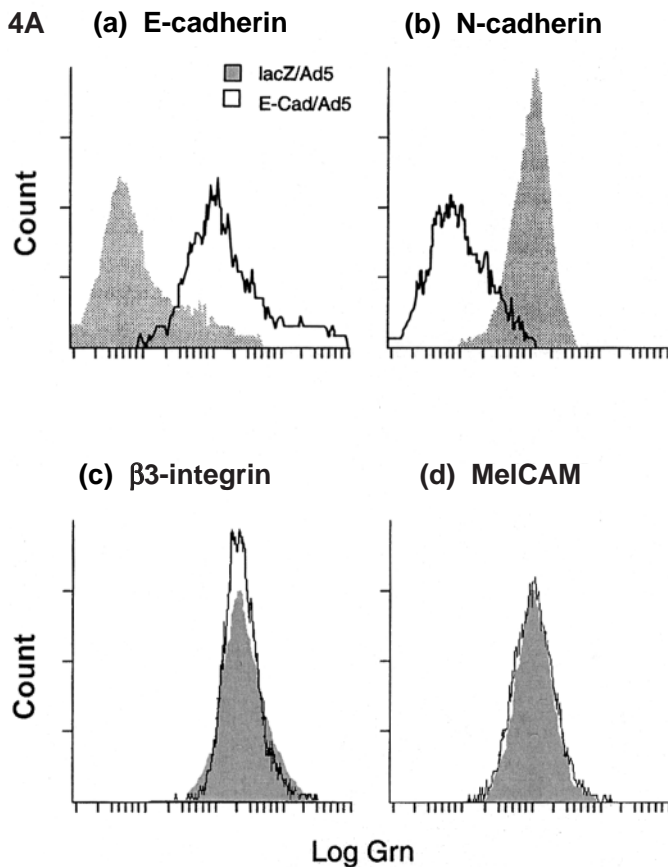 4A (a) E-cadherin (b) N-cadherin
lacZ/Ad5
E-Cad/Ad5
Count
(c) β3-integrin (d) MelCAM
Count
Log Grn